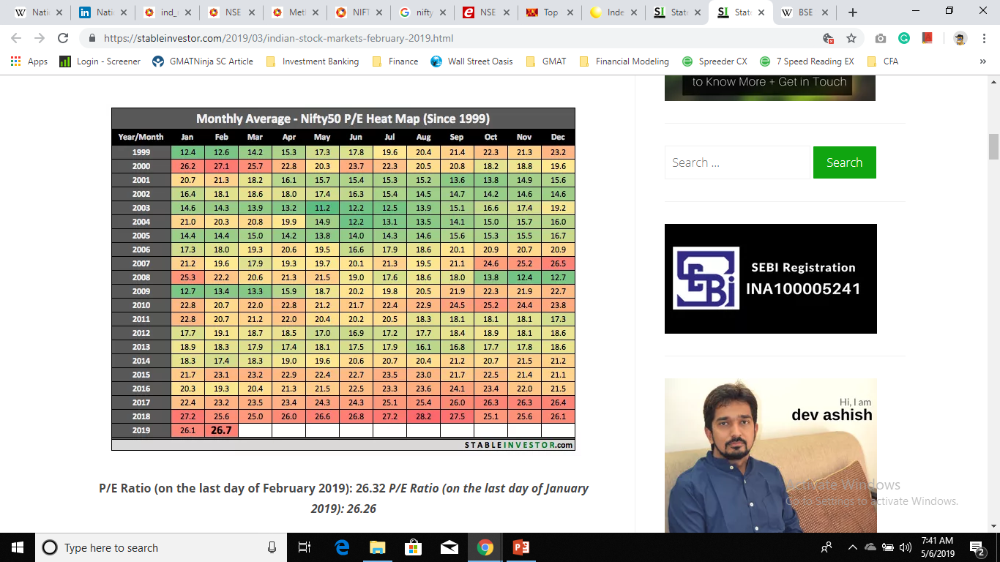 Nati
Nati
ind_
NSE
Metl
NIFT
nifty
NSE
Top
Inde
State
State
BSE
https://stableinvestor.com/2019/03/indian-stock-markets-february-2019.html
Apps Login - Screener GMATNinja SC Article Investment Banking Finance Wall Street Oasis GMAT Financial Modeling Spreeder CX 7 Speed Reading EX CFA
to Know More + Get in Touch
Monthly Average - Nifty50 P/E Heat Map (Since 1999)
Year/Month Jan Feb Mar Apr May Jun Jul Aug Sep Oct Nov Dec
1999 12.4 12.6 14.2 15.3 17.3 17.8 19.6 20.4 21.4 22.3 21.3 23.2
2000 26.2 27.1 25.7 22.8 20.3 23.7 22.3 20.5 20.8 18.2 18.8 19.6
2001 20.7 21.3 18.2 16.1 15.7 15.4 15.3 15.2 13.6 13.8 14.9 15.6
2002 16.4 18.1 18.6 18.0 17.4 16.3 15.4 14.5 14.7 14.2 14.6 14.6
2003 14.6 14.3 13.9 13.2 11.2 12.2 12.5 13.9 15.1 16.6 17.4 19.2
2004 21.0 20.3 20.8 19.9 14.9 12.2 13.1 13.5 14.1 15.0 15.7 16.0
2005 14.4 14.4 15.0 14.2 13.8 14.0 14.3 14.6 15.6 15.3 15.5 16.7
2006 17.3 18.0 19.3 20.6 19.5 16.6 17.9 18.6 20.1 20.9 20.7 20.9
2007 21.2 19.6 17.9 19.3 19.7 20.1 21.3 19.5 21.1 24.6 25.2 26.5
2008 25.3 22.2 20.6 21.3 21.5 19.0 17.6 18.6 18.0 13.8 12.4 12.7
2009 12.7 13.4 13.3 15.9 18.7 20.2 19.8 20.5 21.9 22.3 21.9 22.7
2010 22.8 20.7 22.0 22.8 21.2 21.7 22.4 22.9 24.5 25.2 24.4 23.8
2011 22.8 20.7 21.2 22.0 20.4 20.2 20.5 18.3 18.1 18.1 18.1 17.3
2012 17.7 19.1 18.7 18.5 17.0 16.9 17.2 17.7 18.4 18.9 18.1 18.6
2013 18.9 18.3 17.9 17.4 18.1 17.5 17.9 16.1 16.8 17.7 17.8 18.6
2014 18.3 17.4 18.3 19.0 19.6 20.6 20.7 20.4 21.2 20.7 21.5 21.2
2015 21.7 23.1 23.2 22.9 22.4 22.7 23.5 23.0 21.7 22.5 21.4 21.1
2016 20.3 19.3 20.4 21.3 21.5 22.5 23.3 23.6 24.1 23.4 22.0 21.5
2017 22.4 23.2 23.5 23.4 24.3 24.3 25.1 25.4 26.0 26.3 26.3 26.4
2018 27.2 25.6 25.0 26.0 26.6 26.8 27.2 28.2 27.5 25.1 25.6 26.1
2019 26.1 26.7
STABLEINVESTOR.com
P/E Ratio (on the last day of February 2019): 26.32 P/E Ratio (on the last day of January
2019): 26.26
Search ... Search
SEBI
SEBI Registration
INA100005241
Hi, I am
dev ashish
Activate Windows
Go to Settings to activate Windows.
Type here to search
7:41 AM
5/6/2019
2